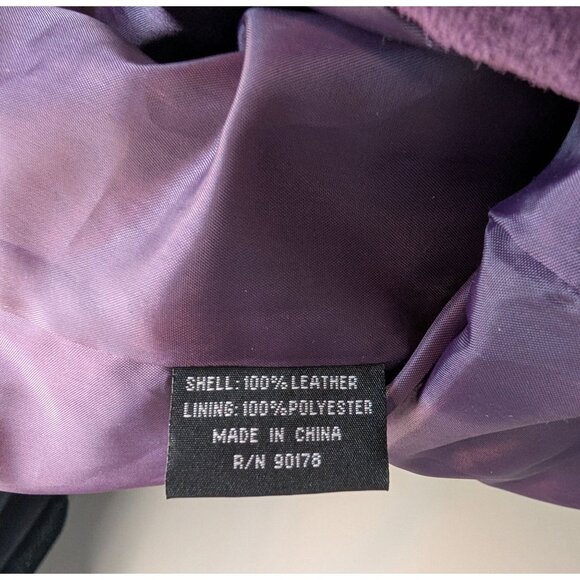 SHELL: 100% LEATHER
LINING: 100% POLYESTER
MADE IN CHINA
R/N 90178